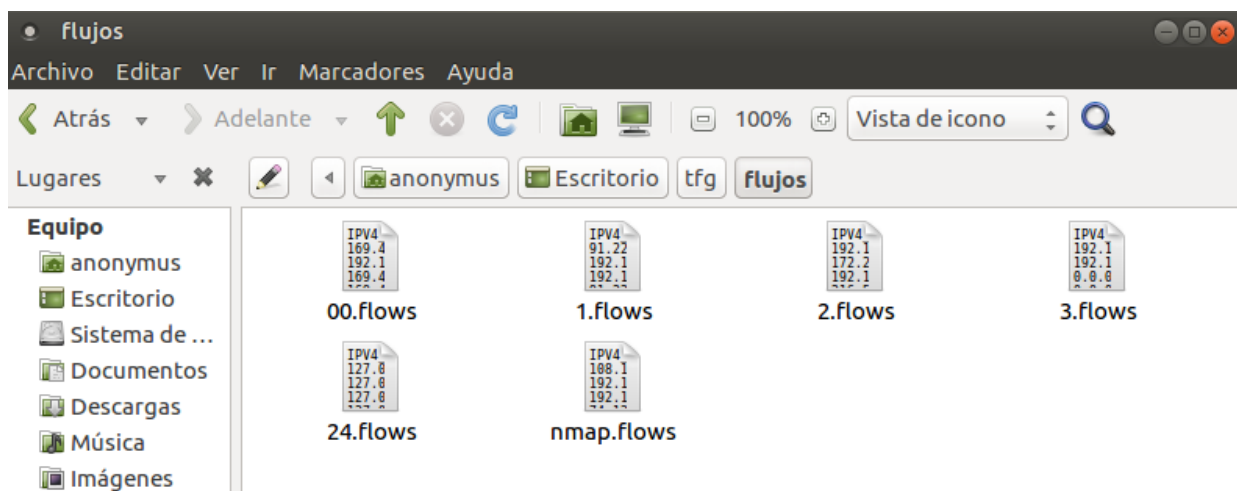 flujos
Archivo Editar Ver Ir Marcadores Ayuda
Atrás Adelante 100% Vista de icono
Lugares anonymus Escritorio tfg flujos
Equipo
anonymus
Escritorio
Sistema de ...
Documentos
Descargas
Música
Imágenes
IPV4
169.4
192.1
169.4
00.flows
IPV4
91.22
192.1
192.1
1.flows
IPV4
192.1
172.2
192.1
2.flows
IPV4
192.1
192.1
0.0.0
3.flows
IPV4
127.0
127.0
127.0
24.flows
IPV4
108.1
192.1
192.1
nmap.flows